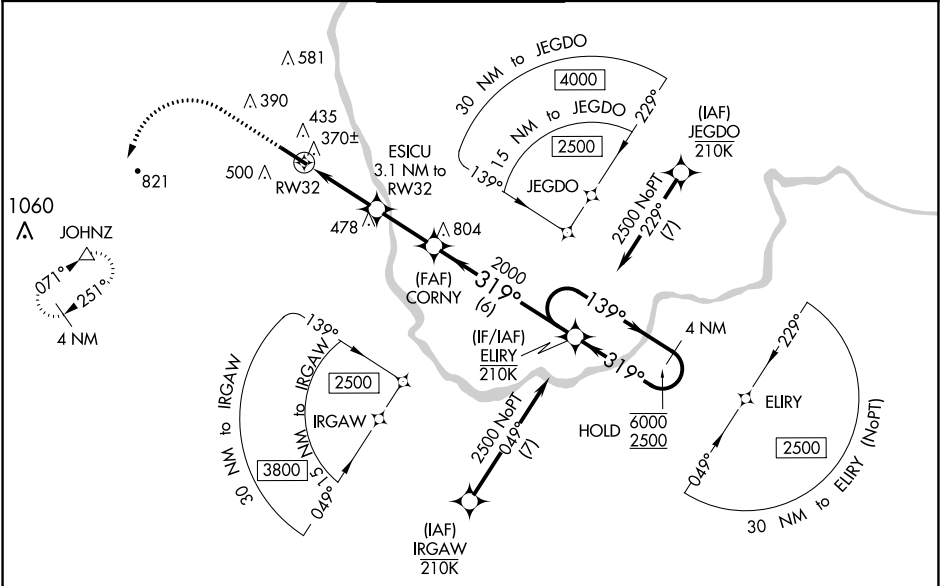 581
390
435
370±
500
RW32
821
1060
JOHNZ
071°
251°
4 NM
ESICU
3.1 NM to
RW32
478
804
(FAF)
CORNY
2000
319°
(6)
30 NM to JEGDO
4000
15 NM to JEGDO
2500
229°
139°
JEGDO
(IAF)
JEGDO
210K
2500 NoPT
229°
(7)
139°
4 NM
(IF/IAF)
ELIRY
210K
319°
HOLD
6000
2500
2500 NoPT
049°
(7)
(IAF)
IRGAW
210K
139°
30 NM to IRGAW
15 NM to IRGAW
2500
IRGAW
3800
049°
229°
ELIRY
2500
049°
30 NM to ELIRY (NoPT)